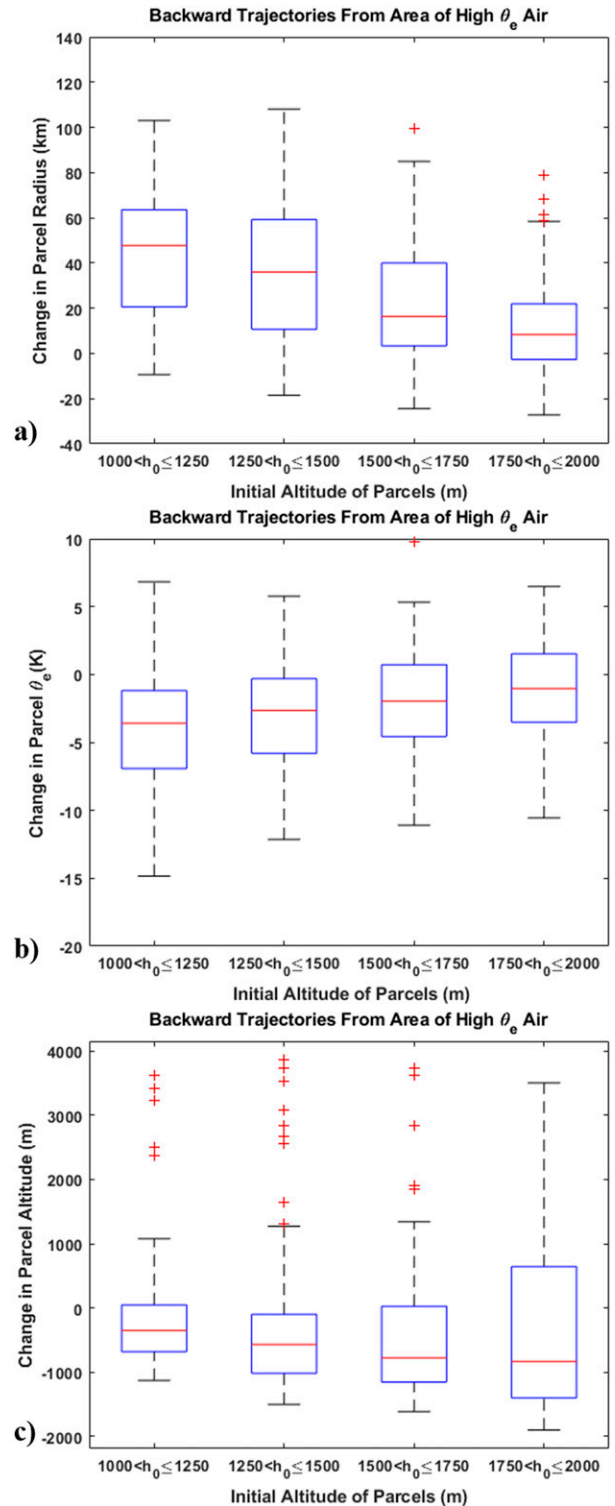 Backward Trajectories From Area of High θe Air
140
120
100
80
60
40
20
0
-20
-40
Change in Parcel Radius (km)
a)
1000<h0≤1250 1250<h0≤1500 1500<h0≤1750 1750<h0≤2000
Initial Altitude of Parcels (m)
Backward Trajectories From Area of High θe Air
10
5
0
-5
-10
-15
-20
Change in Parcel θe(K)
b)
1000<h0≤1250 1250<h0≤1500 1500<h0≤1750 1750<h0≤2000
Initial Altitude of Parcels (m)
Backward Trajectories From Area of High θe Air
4000
3000
2000
1000
0
-1000
-2000
Change in Parcel Altitude (m)
c)
1000<h0≤1250 1250<h0≤1500 1500<h0≤1750 1750<h0≤2000
Initial Altitude of Parcels (m)